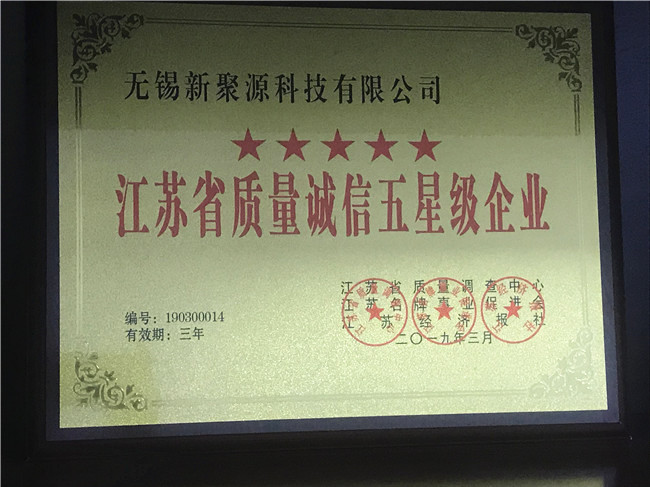 无锡新聚源科技有限公司
江苏省质量诚信五星级企业
江苏省质量调查中心
江苏名牌事业促进会
江苏经济报社
编号：190300014
有效期：三年
二〇一九年三月